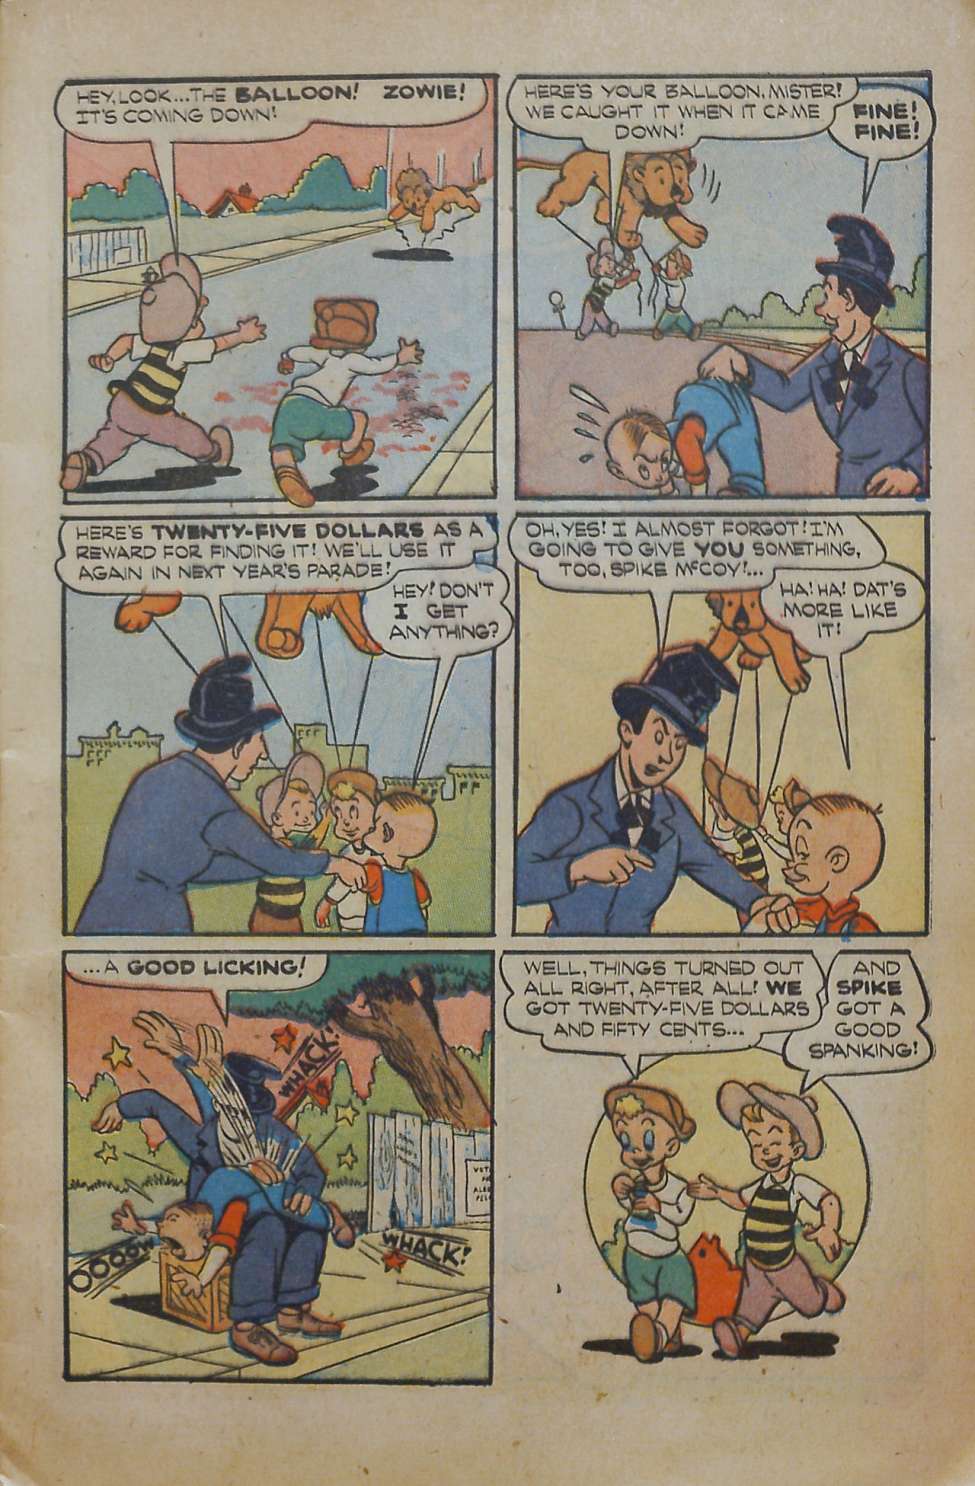 HEY, LOOK...THE BALLOON! ZOWIE!
IT'S COMING DOWN!
HERE'S YOUR BALLOON, MISTER!
WE CAUGHT IT WHEN IT CAME
DOWN!
FINE!
FINE!
HERE'S TWENTY-FIVE DOLLARS AS A
REWARD FOR FINDING IT! WE'LL USE IT
AGAIN IN NEXT YEAR'S PARADE!
HEY! DON'T
I GET
ANYTHING?
OH, YES! I ALMOST FORGOT! I'M
GOING TO GIVE YOU SOMETHING,
TOO, SPIKE McCOY!...
HA! HA! DAT'S
MORE LIKE
IT!
...A GOOD LICKING!
WHACK!
OOOOW
WHACK!
WELL, THINGS TURNED OUT
ALL RIGHT, AFTER ALL! WE
GOT TWENTY-FIVE DOLLARS
AND FIFTY CENTS...
AND
SPIKE
GOT A
GOOD
SPANKING!